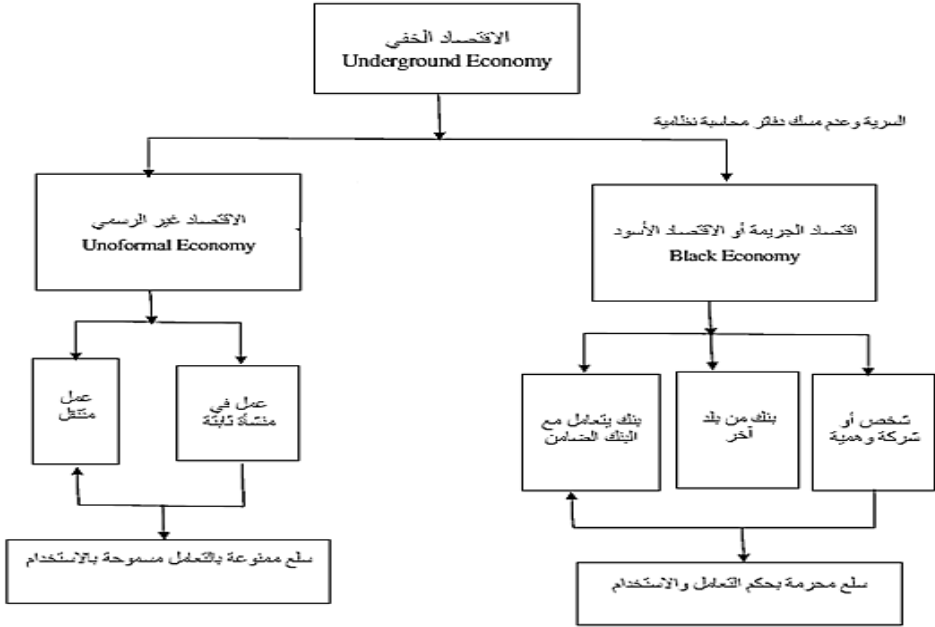 الاقتصاد الخفي
Underground Economy
السرية وعدم مسك دفاتر محاسبة نظامية
اقتصاد الجريمة أو الاقتصاد الأسود
Black Economy
الاقتصاد غير الرسمي
Unoformal Economy
شخص أو
شركة وهمية
بنك من بلد
آخر
بنك يتعامل مع
البنك الضامن
عمل في
منشأة ثابتة
عمل
متنقل
سلع محرمة بحكم التعامل والاستخدام
سلع ممنوعة بالتعامل مسموحة بالاستخدام